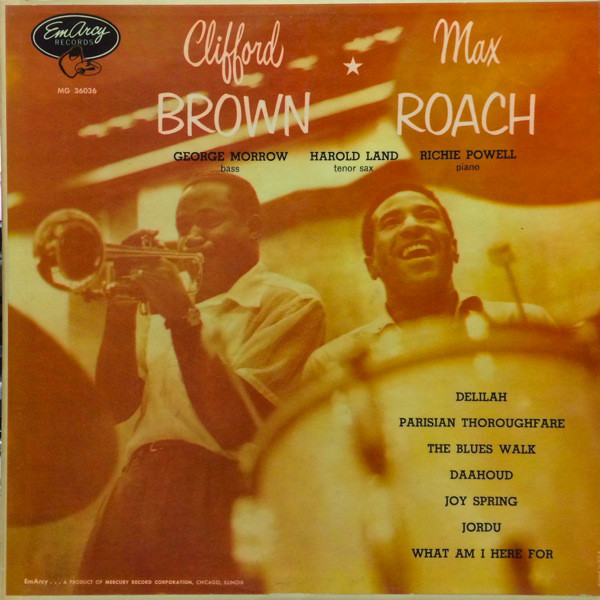 EmArcy
RECORDS
MG 36036
Clifford Max
BROWN ROACH
GEORGE MORROW HAROLD LAND RICHIE POWELL
bass tenor sax piano
DELILAH
PARISIAN THOROUGHFARE
THE BLUES WALK
DAAHOUD
JOY SPRING
JORDU
WHAT AM I HERE FOR
EmArcy . . . A PRODUCT OF MERCURY RECORD CORPORATION, CHICAGO, ILLINOIS